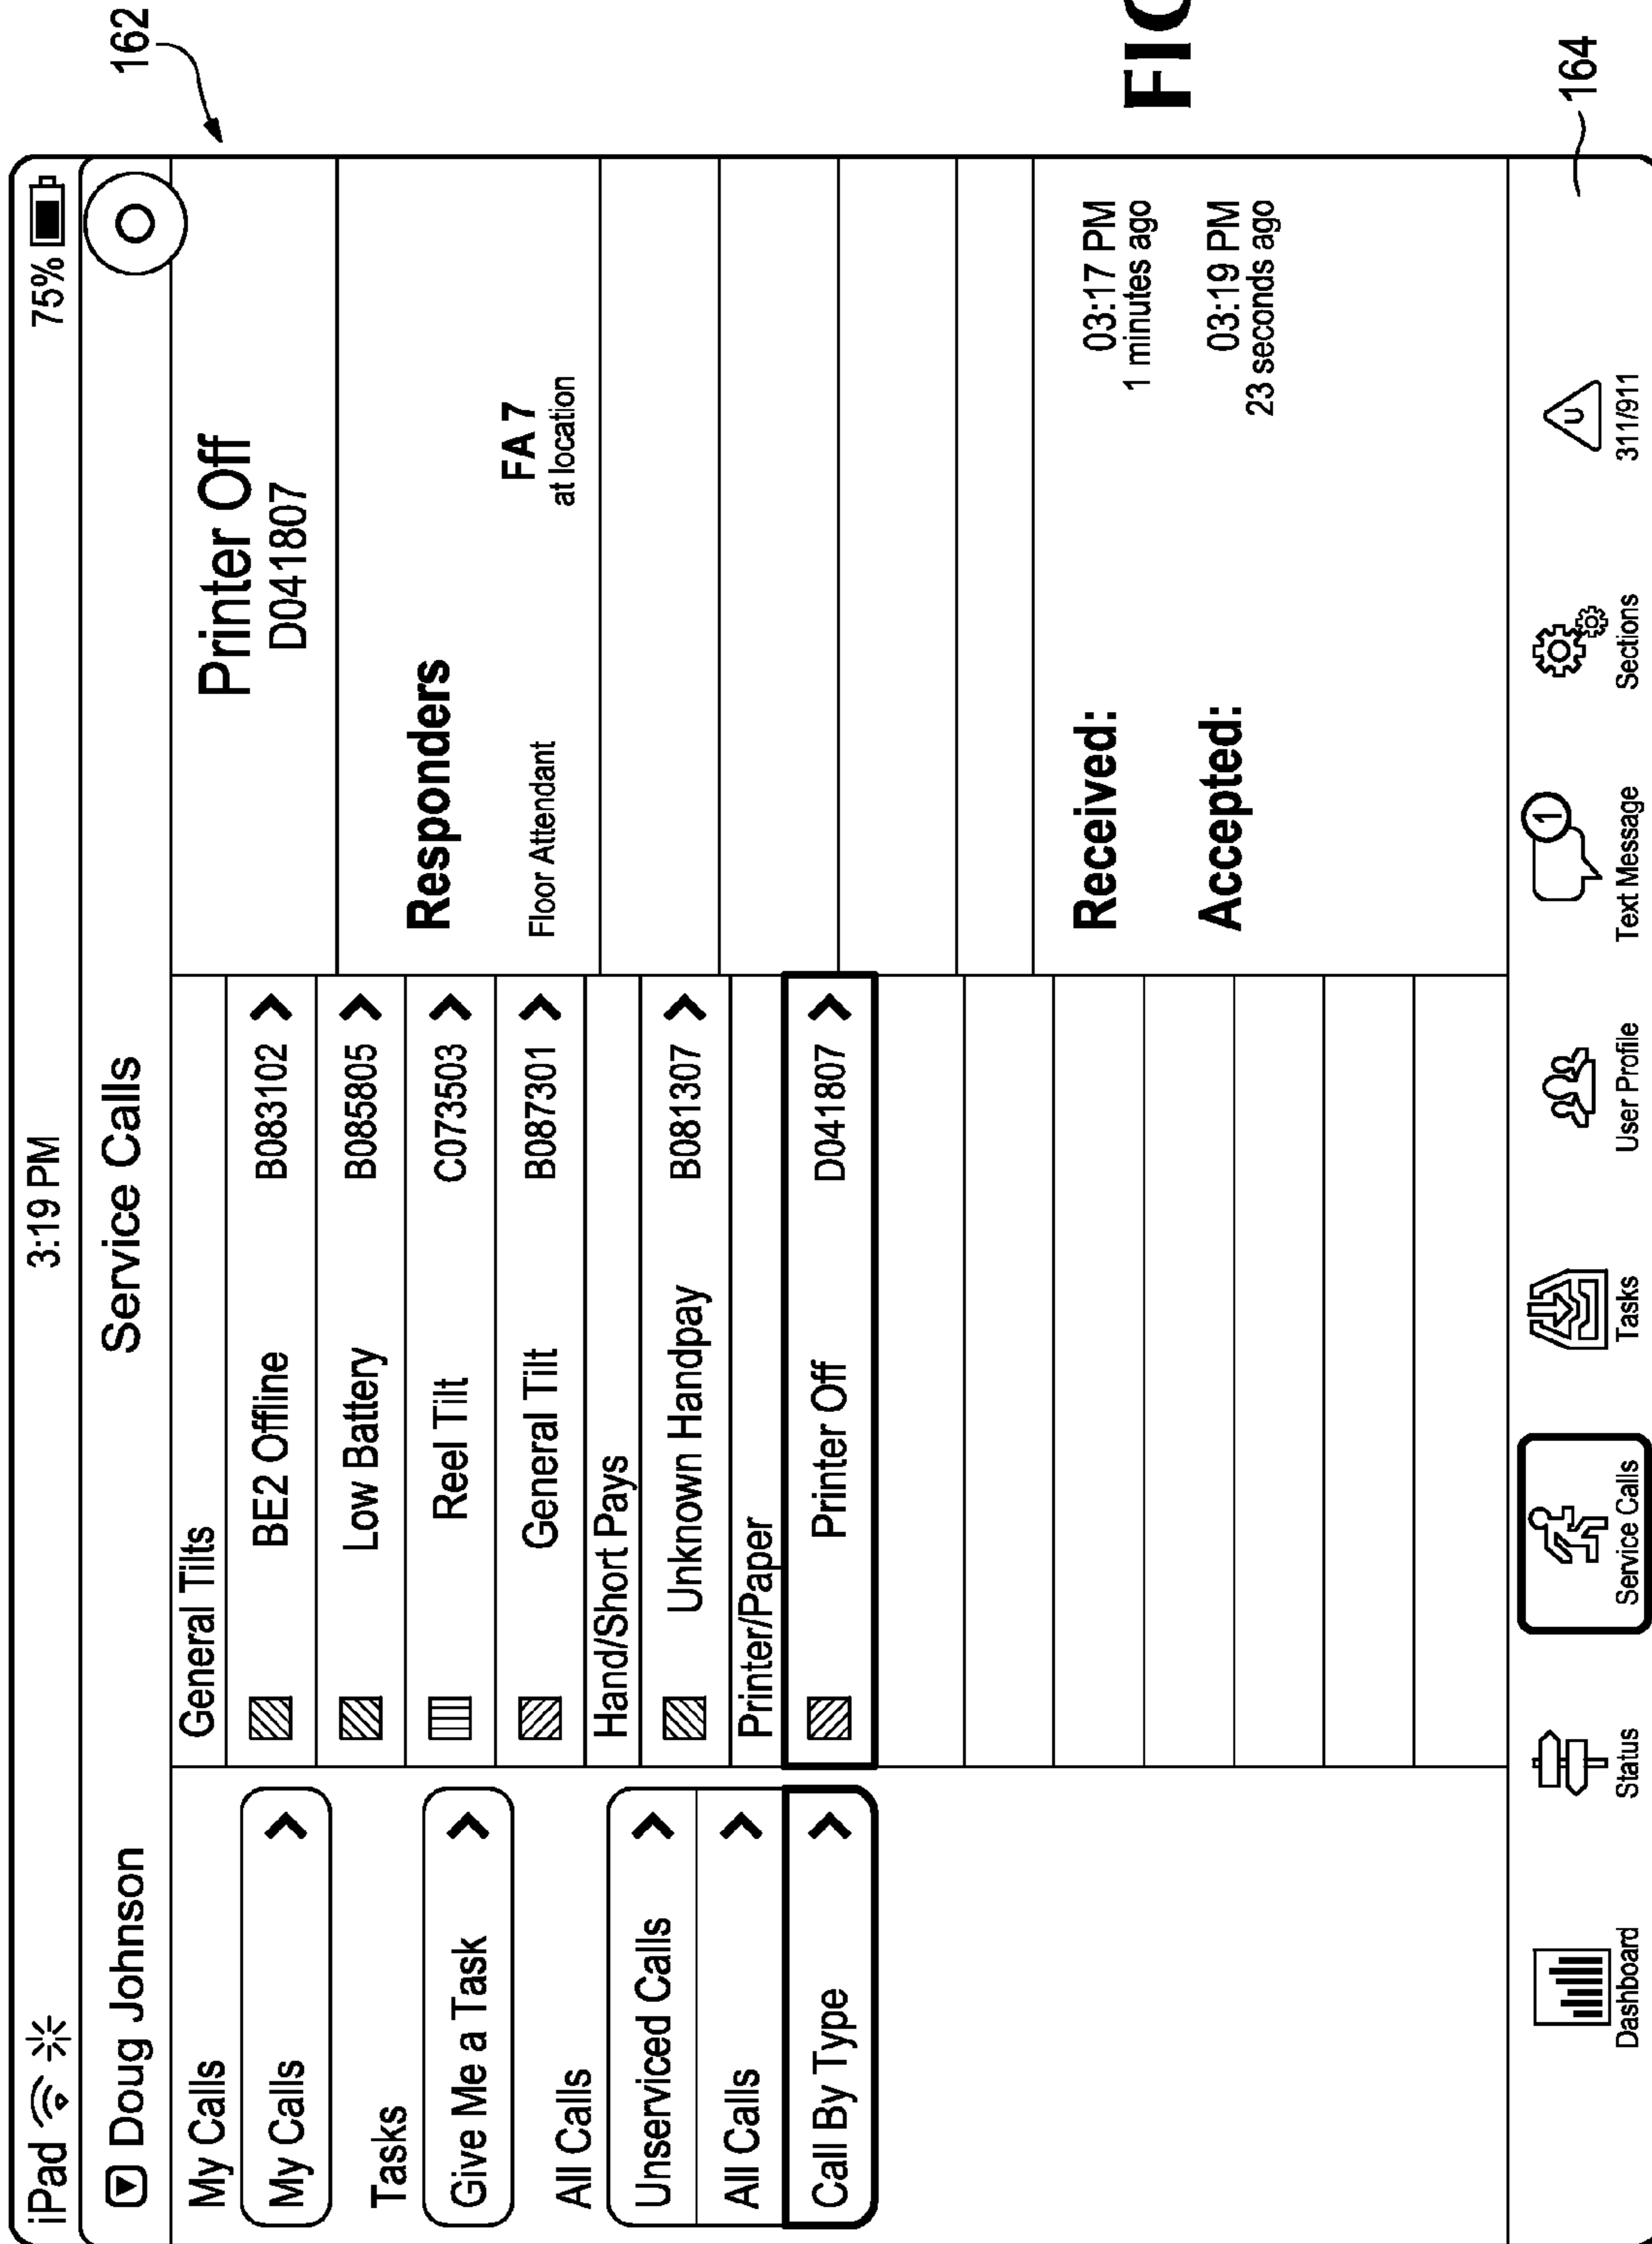 iPad 3:19 PM 75%
Doug Johnson Service Calls
My Calls
My Calls
Tasks
Give Me a Task
All Calls
Unserviced Calls
All Calls
Call By Type
General Tilts
BE2 Offline B083102
Low Battery B085805
Reel Tilt C073503
General Tilt B087301
Hand/Short Pays
Unknown Handpay B081307
Printer/Paper
Printer Off D041807
Printer Off
D041807
Responders
Floor Attendant FA 7
at location
Received: 03:17 PM
1 minutes ago
Accepted: 03:19 PM
23 seconds ago
Dashboard
Status
Service Calls
Tasks
User Profile
1
Text Message
Sections
U
311/911
162
164